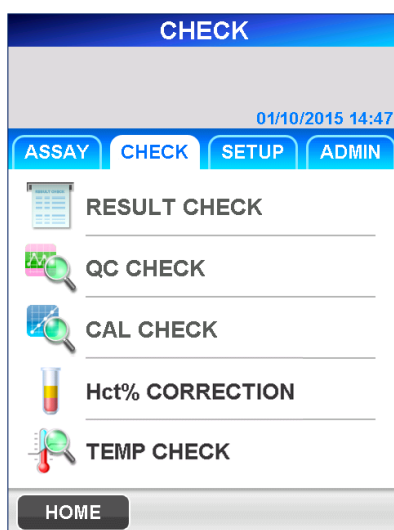 CHECK
01/10/2015 14:47
ASSAY CHECK SETUP ADMIN
RESULT CHECK
QC CHECK
CAL CHECK
Hct% CORRECTION
TEMP CHECK
HOME